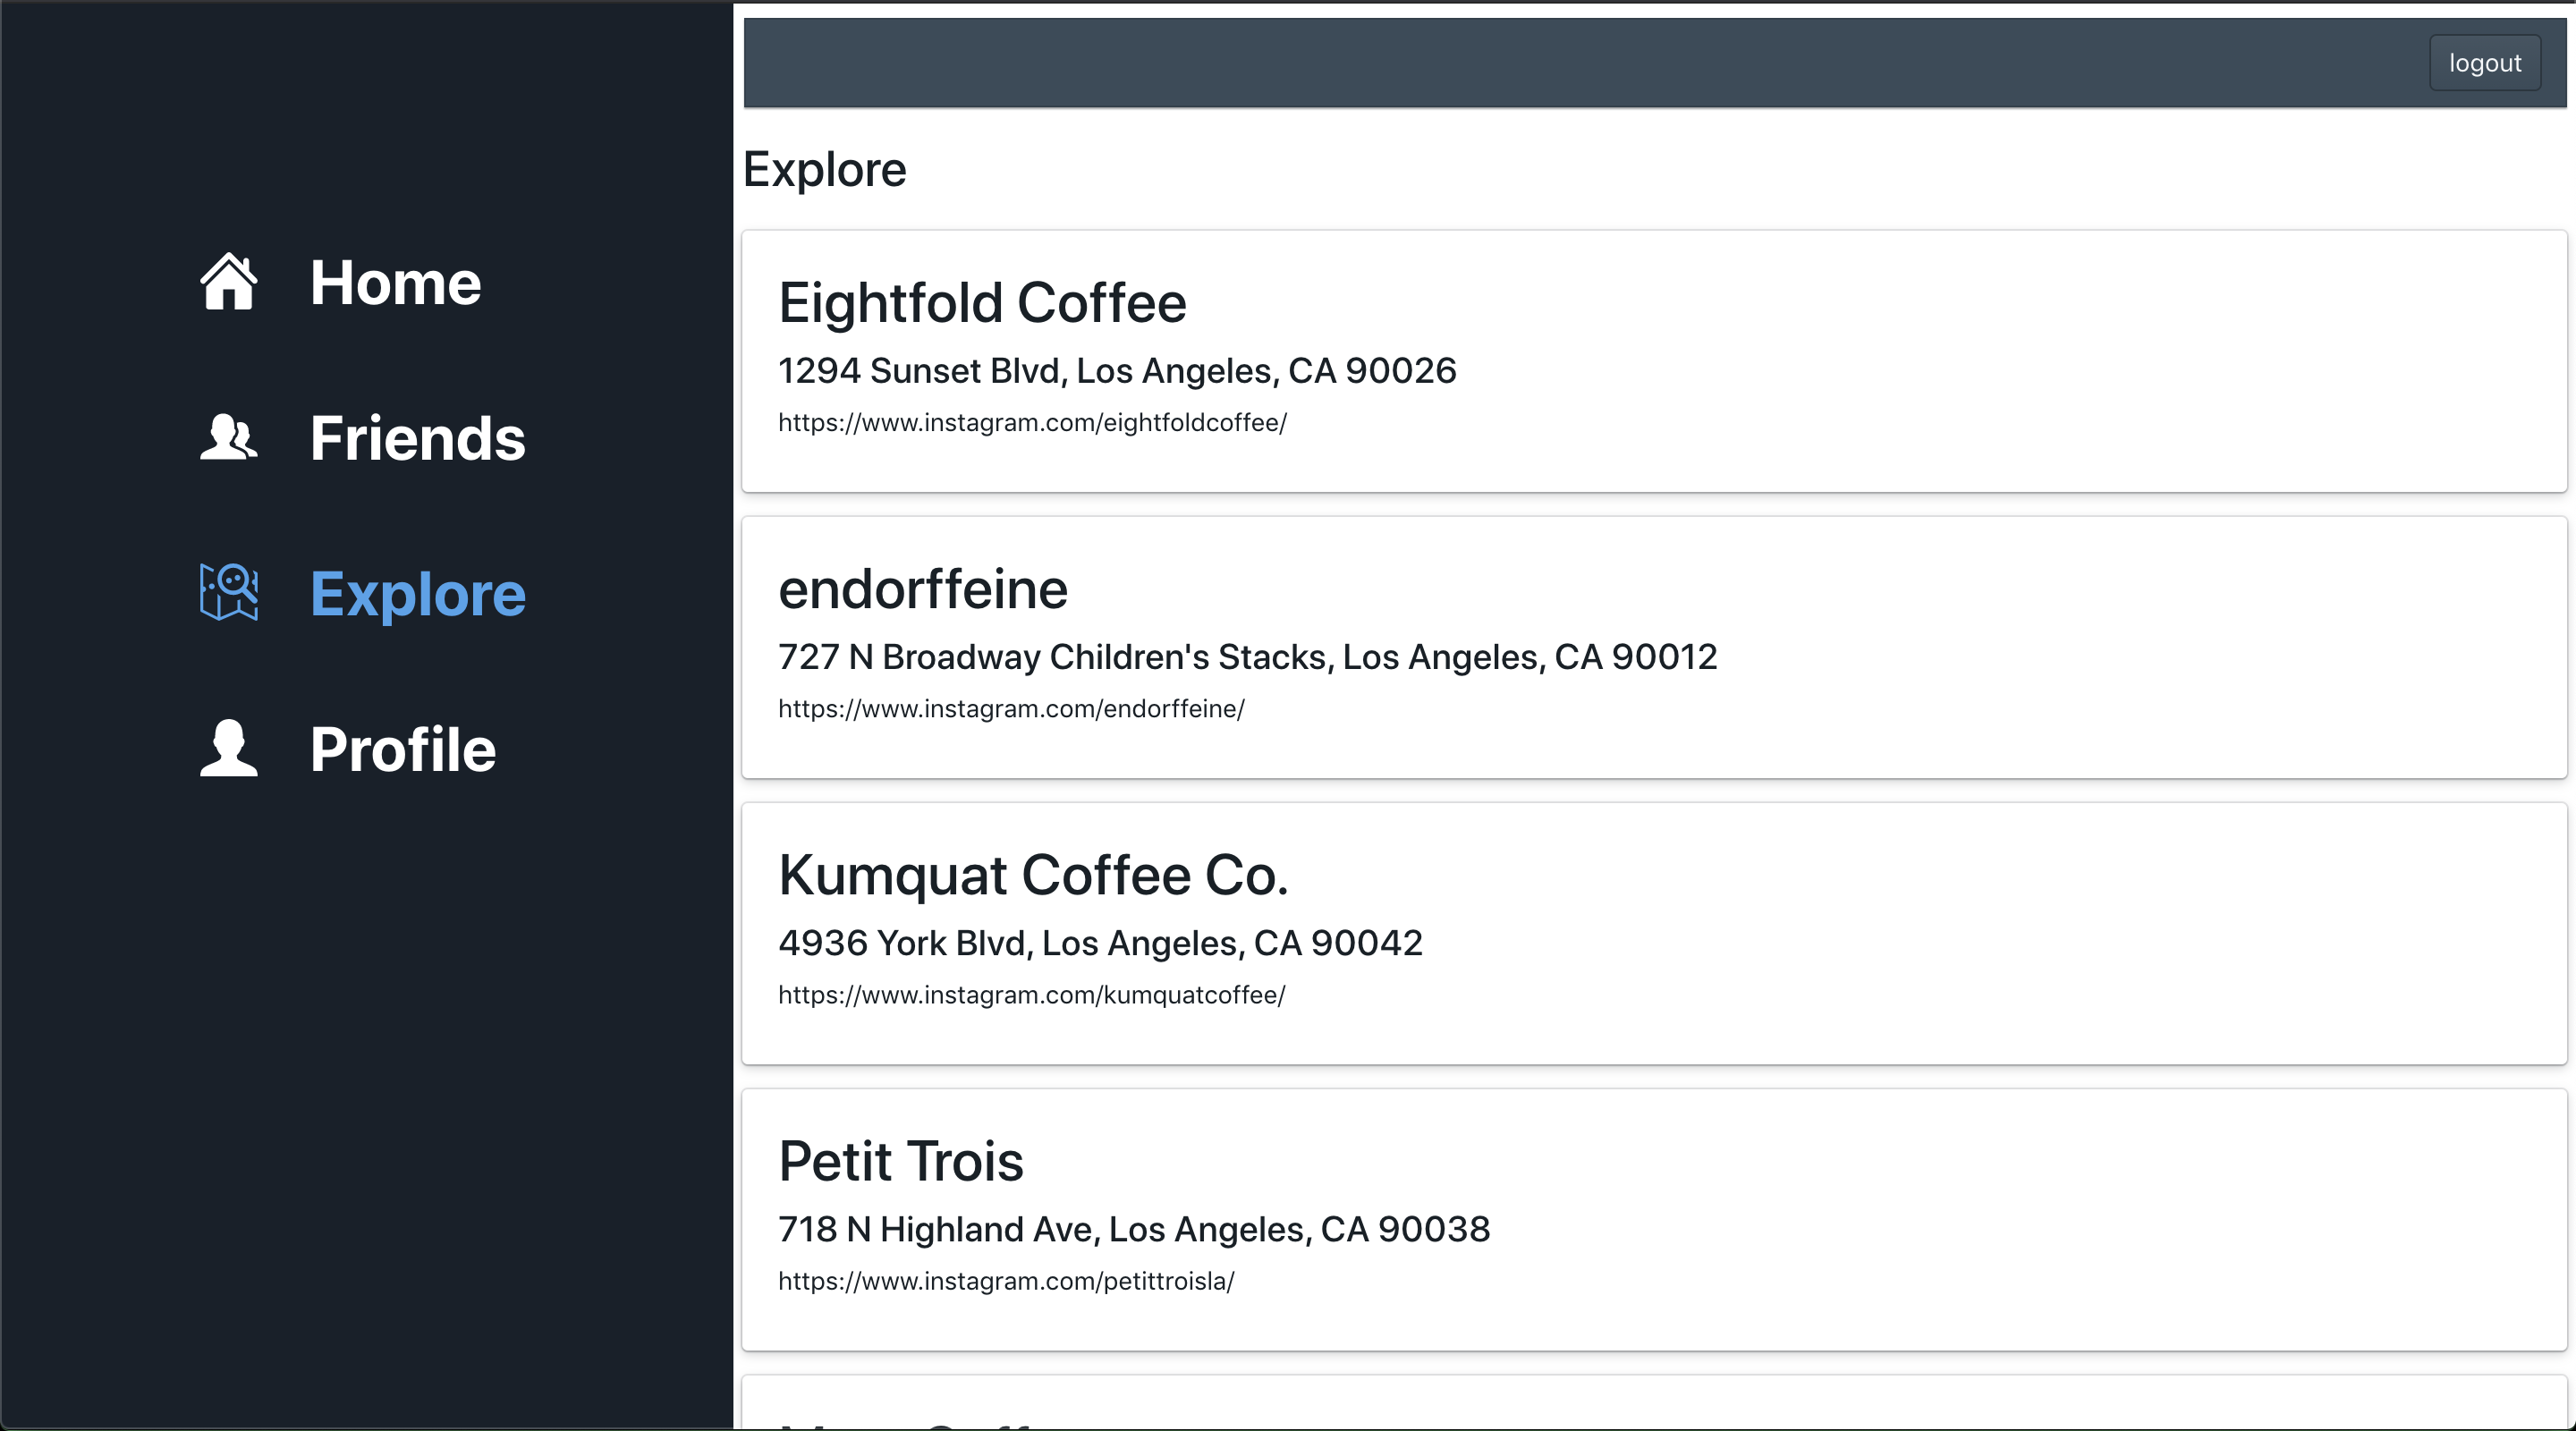 logout
Home
Friends
Explore
Profile
Explore
Eightfold Coffee
1294 Sunset Blvd, Los Angeles, CA 90026
https://www.instagram.com/eightfoldcoffee/
endorffeine
727 N Broadway Children's Stacks, Los Angeles, CA 90012
https://www.instagram.com/endorffeine/
Kumquat Coffee Co.
4936 York Blvd, Los Angeles, CA 90042
https://www.instagram.com/kumquatcoffee/
Petit Trois
718 N Highland Ave, Los Angeles, CA 90038
https://www.instagram.com/petittroisla/